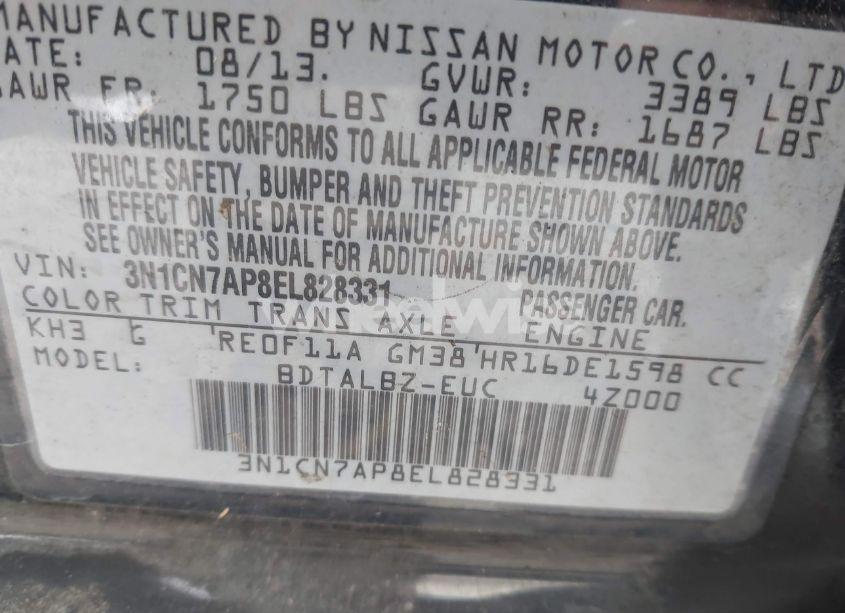 MANUFACTURED BY NISSAN MOTOR CO., LTD
DATE: 08/13. GVWR: 3389 LBS
GAWR FR: 1750 LBS GAWR RR: 1687 LBS
THIS VEHICLE CONFORMS TO ALL APPLICABLE FEDERAL MOTOR
VEHICLE SAFETY, BUMPER AND THEFT PREVENTION STANDARDS
IN EFFECT ON THE DATE OF MANUFACTURE SHOWN ABOVE.
SEE OWNER'S MANUAL FOR ADDITIONAL INFORMATION.
VIN: 3N1CN7AP8EL828331 PASSENGER CAR.
COLOR TRIM TRANS AXLE ENGINE
KH3 G RE0F11A GM38 HR16DE1598 CC
MODEL: BDTALBZ-EUC 4Z000
3N1CN7AP8EL828331